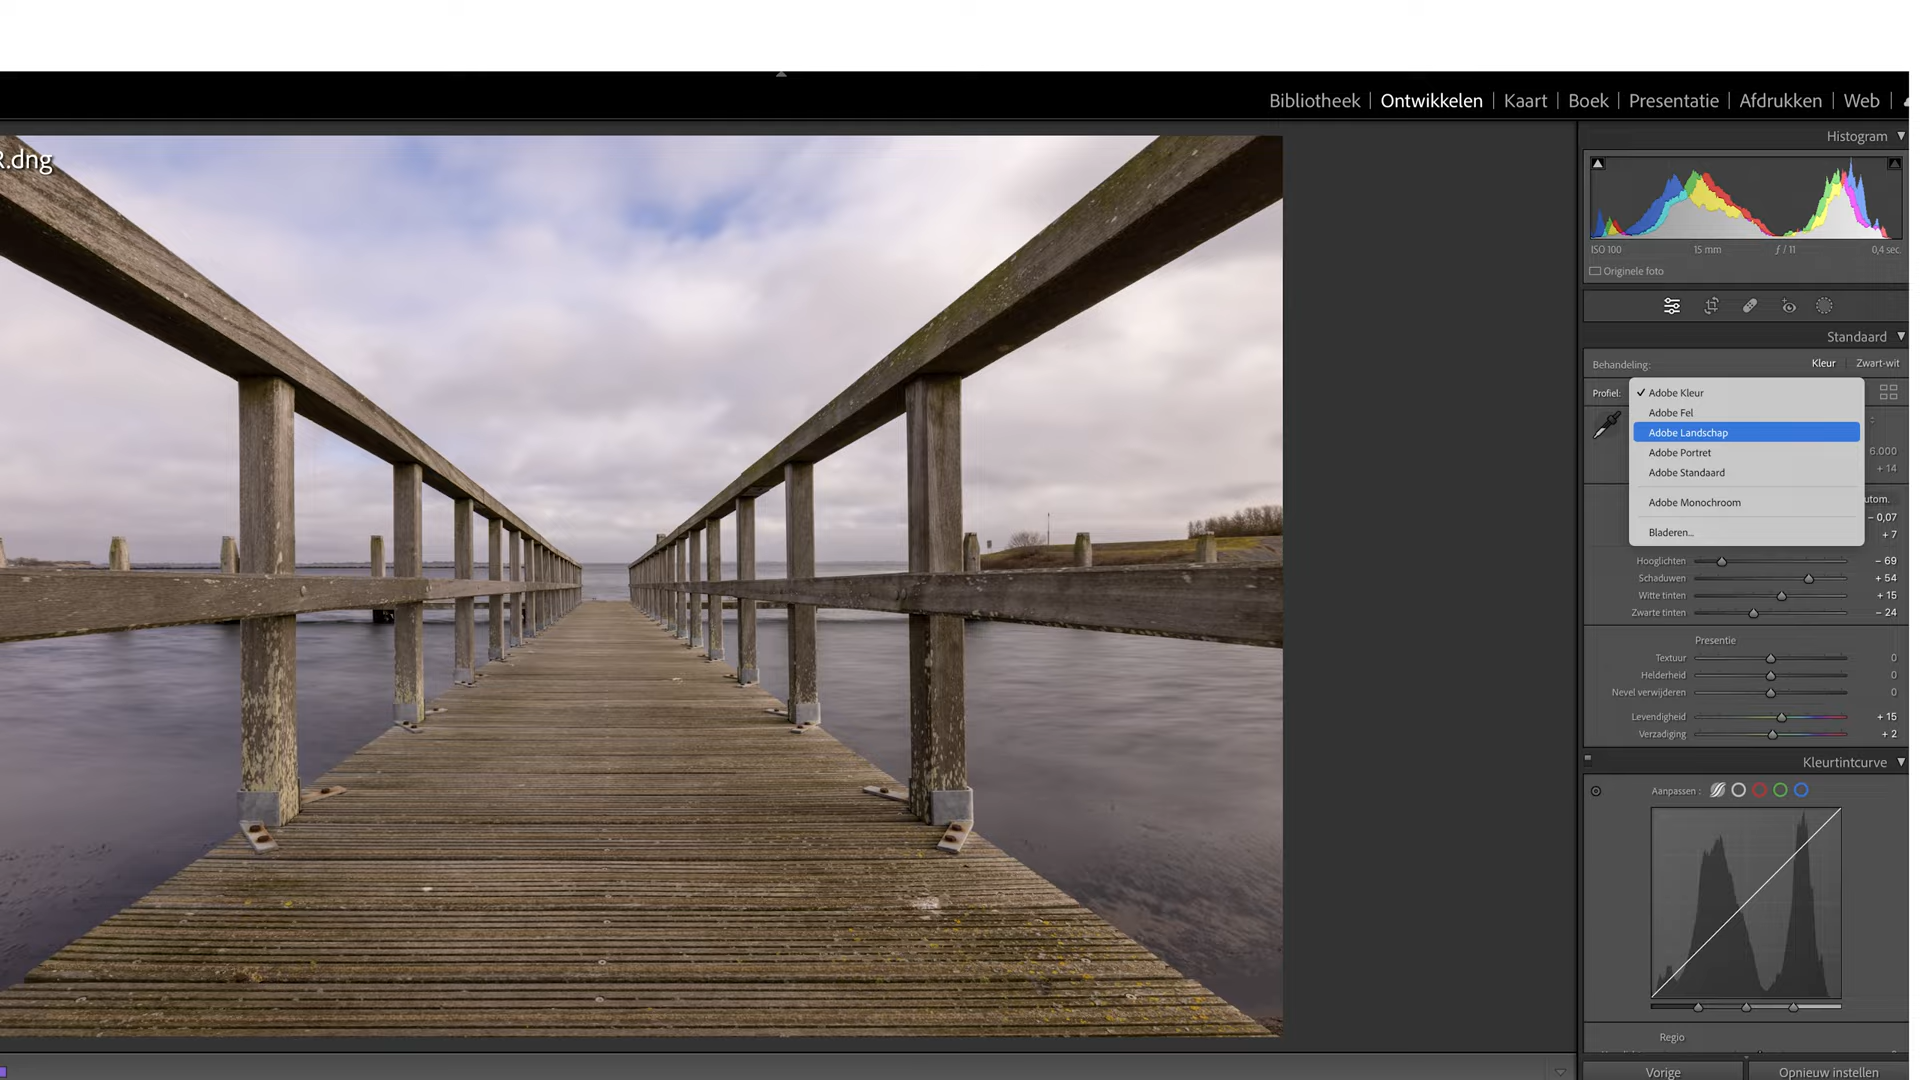 Bibliotheek | Ontwikkelen | Kaart | Boek | Presentatie | Afdrukken | Web |
R.dng
Histogram
ISO 100 15 mm ƒ / 11 0,4 sec.
Originele foto
Standaard
Behandeling: Kleur Zwart-wit
Profiel: ✓ Adobe Kleur
Adobe Fel
Adobe Landschap
Adobe Portret
Adobe Standaard
Adobe Monochroom
Bladeren...
6.000
+ 14
utom.
– 0,07
+ 7
Hooglichten – 69
Schaduwen + 54
Witte tinten + 15
Zwarte tinten – 24
Presentie
Textuur 0
Helderheid 0
Nevel verwijderen 0
Levendigheid + 15
Verzadiging + 2
Kleurtintcurve
Aanpassen :
Regio
Vorige Opnieuw instellen